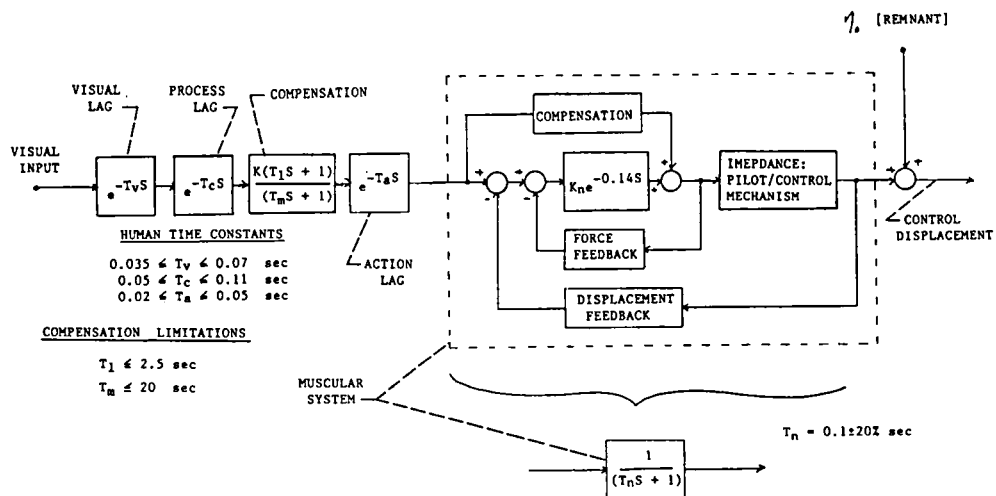 [REMNANT]
VISUAL
LAG
PROCESS
LAG
COMPENSATION
VISUAL
INPUT
e^-TvS
e^-TcS
K(T1S + 1)
(TmS + 1)
e^-TaS
COMPENSATION
Kne^-0.14S
IMEPDANCE:
PILOT/CONTROL
MECHANISM
+
-
+
-
+
+
+
+
FORCE
FEEDBACK
DISPLACEMENT
FEEDBACK
CONTROL
DISPLACEMENT
ACTION
LAG
HUMAN TIME CONSTANTS
0.035 ≤ Tv ≤ 0.07 sec
0.05 ≤ Tc ≤ 0.11 sec
0.02 ≤ Ta ≤ 0.05 sec
COMPENSATION LIMITATIONS
T1 ≤ 2.5 sec
Tm ≤ 20 sec
MUSCULAR
SYSTEM
Tn = 0.1±20% sec
1
(TnS + 1)